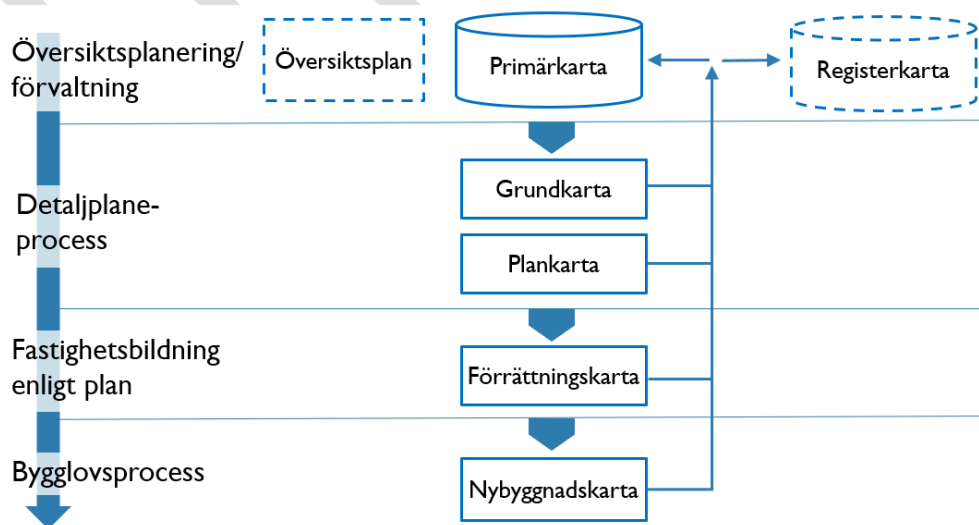 Översiktsplanering/
förvaltning
Översiktsplan
Primärkarta
Registerkarta
Detaljplane-
process
Grundkarta
Plankarta
Fastighetsbildning
enligt plan
Förrättningskarta
Bygglovsprocess
Nybyggnadskarta